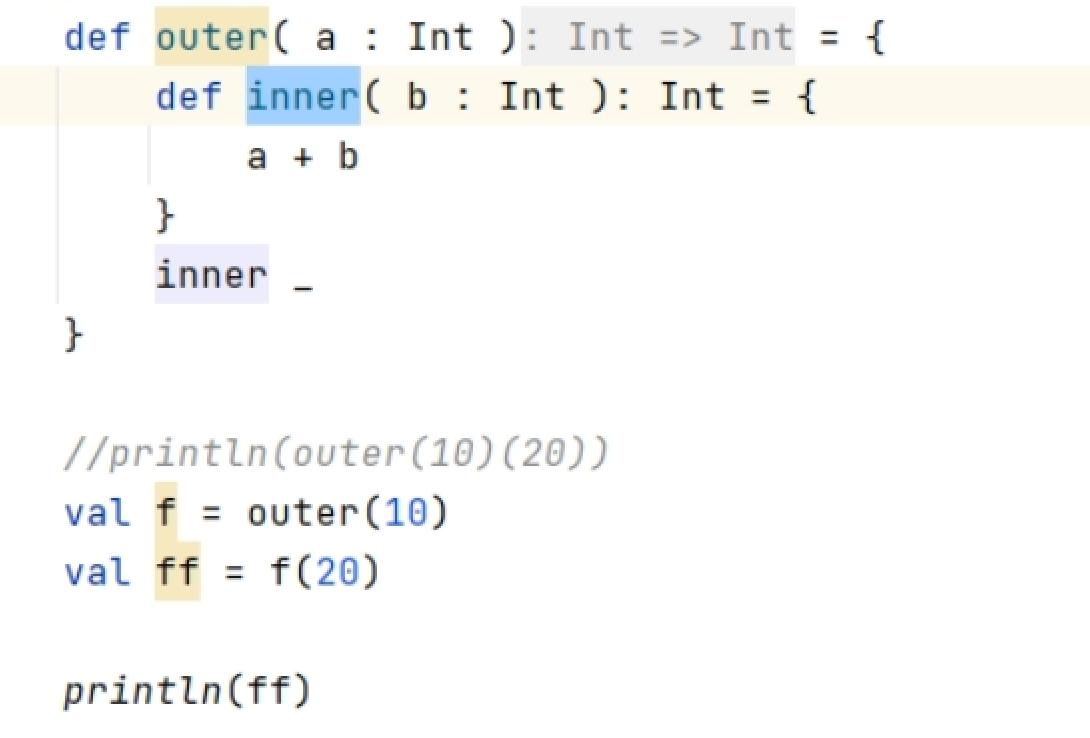 def outer( a : Int ): Int => Int = {
def inner( b : Int ): Int = {
a + b
}
inner _
}
//println(outer(10)(20))
val f = outer(10)
val ff = f(20)
println(ff)